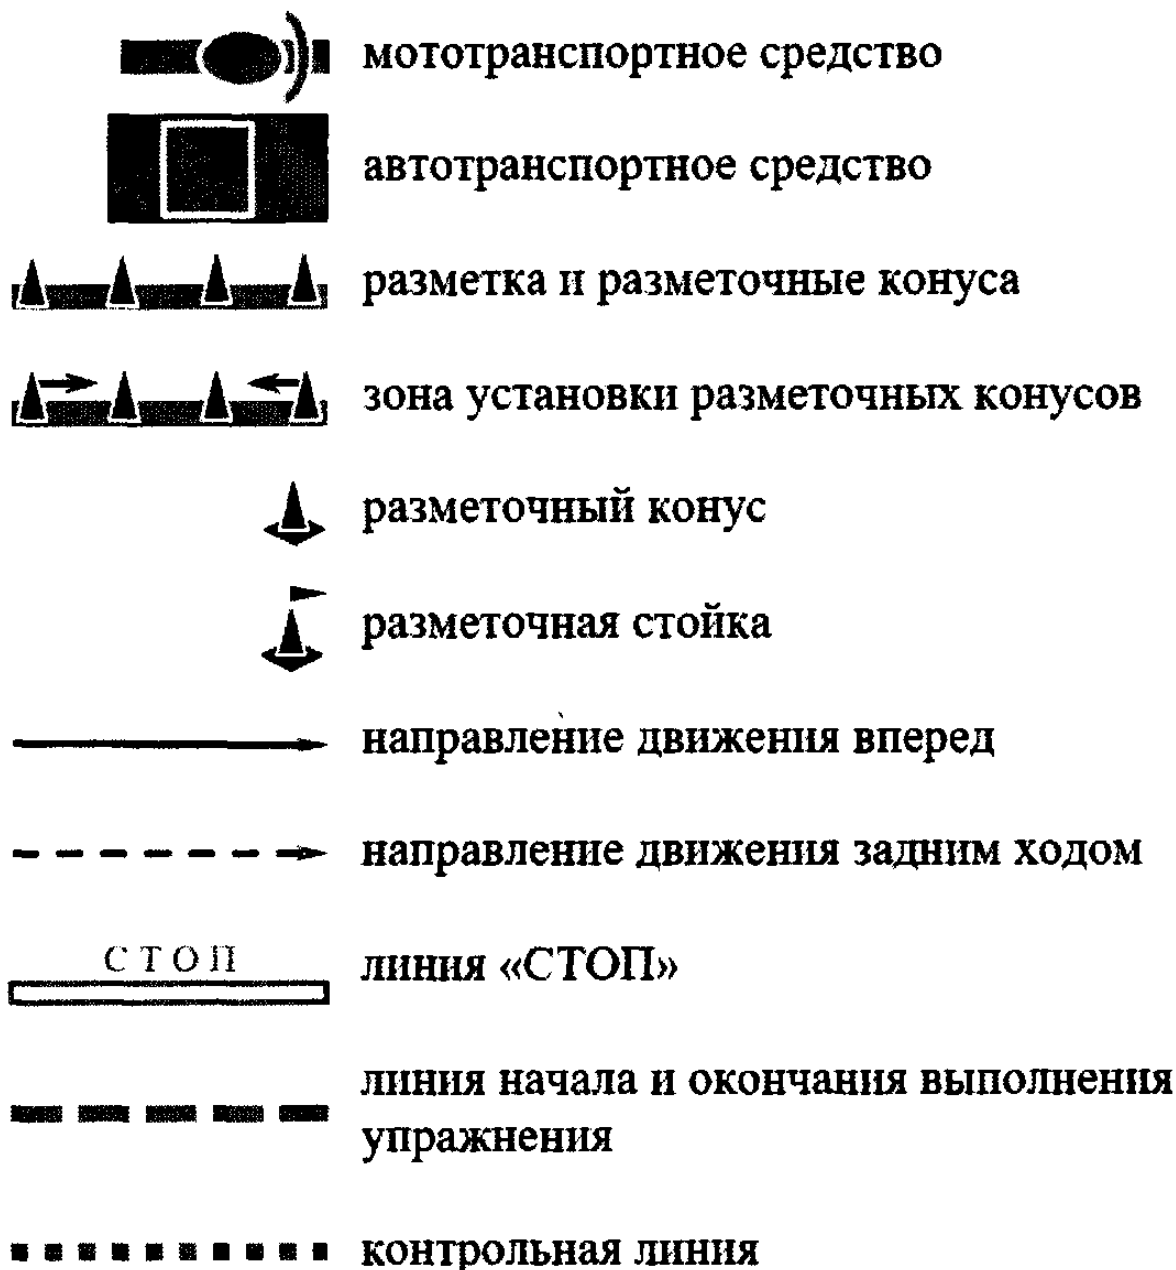 мототранспортное средство
автотранспортное средство
разметка и разметочные конуса
зона установки разметочных конусов
разметочный конус
разметочная стойка
направление движения вперед
направление движения задним ходом
СТОП
линия «СТОП»
линия начала и окончания выполнения
упражнения
контрольная линия